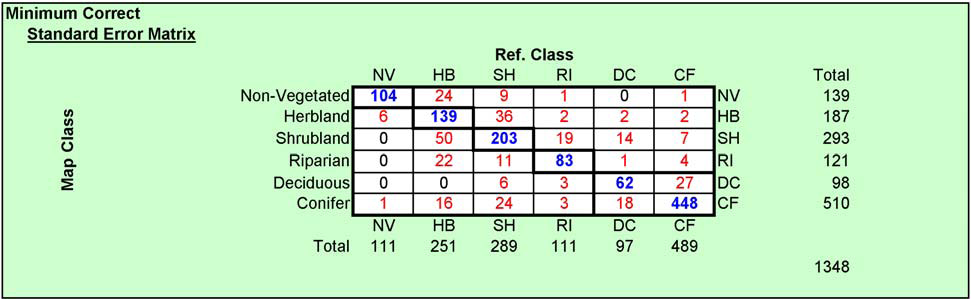 Minimum Correct
Standard Error Matrix
Ref. Class
NV HB SH RI DC CF Total
Map Class
Non-Vegetated 104 24 9 1 0 1 NV 139
Herbland 6 139 36 2 2 2 HB 187
Shrubland 0 50 203 19 14 7 SH 293
Riparian 0 22 11 83 1 4 RI 121
Deciduous 0 0 6 3 62 27 DC 98
Conifer 1 16 24 3 18 448 CF 510
NV HB SH RI DC CF
Total 111 251 289 111 97 489
1348